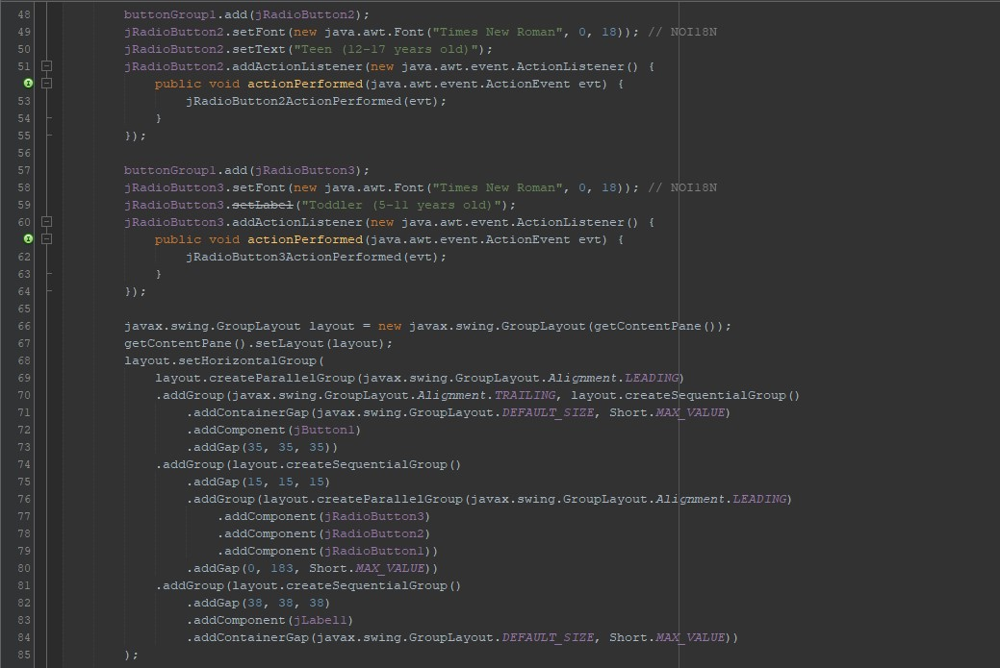 48 buttonGroup1.add(jRadioButton2);
49 jRadioButton2.setFont(new java.awt.Font("Times New Roman", 0, 18)); // NOI18N
50 jRadioButton2.setText("Teen (12-17 years old)");
51 jRadioButton2.addActionListener(new java.awt.event.ActionListener() {
public void actionPerformed(java.awt.event.ActionEvent evt) {
53 jRadioButton2ActionPerformed(evt);
54 }
55 });
56
57 buttonGroup1.add(jRadioButton3);
58 jRadioButton3.setFont(new java.awt.Font("Times New Roman", 0, 18)); // NOI18N
59 jRadioButton3.setLabel("Toddler (5-11 years old)");
60 jRadioButton3.addActionListener(new java.awt.event.ActionListener() {
public void actionPerformed(java.awt.event.ActionEvent evt) {
62 jRadioButton3ActionPerformed(evt);
63 }
64 });
65
66 javax.swing.GroupLayout layout = new javax.swing.GroupLayout(getContentPane());
67 getContentPane().setLayout(layout);
68 layout.setHorizontalGroup(
69 layout.createParallelGroup(javax.swing.GroupLayout.Alignment.LEADING)
70 .addGroup(javax.swing.GroupLayout.Alignment.TRAILING, layout.createSequentialGroup()
71 .addContainerGap(javax.swing.GroupLayout.DEFAULT_SIZE, Short.MAX_VALUE)
72 .addComponent(jButton1)
73 .addGap(35, 35, 35))
74 .addGroup(layout.createSequentialGroup()
75 .addGap(15, 15, 15)
76 .addGroup(layout.createParallelGroup(javax.swing.GroupLayout.Alignment.LEADING)
77 .addComponent(jRadioButton3)
78 .addComponent(jRadioButton2)
79 .addComponent(jRadioButton1))
80 .addGap(0, 183, Short.MAX_VALUE))
81 .addGroup(layout.createSequentialGroup()
82 .addGap(38, 38, 38)
83 .addComponent(jLabel1)
84 .addContainerGap(javax.swing.GroupLayout.DEFAULT_SIZE, Short.MAX_VALUE))
85 );